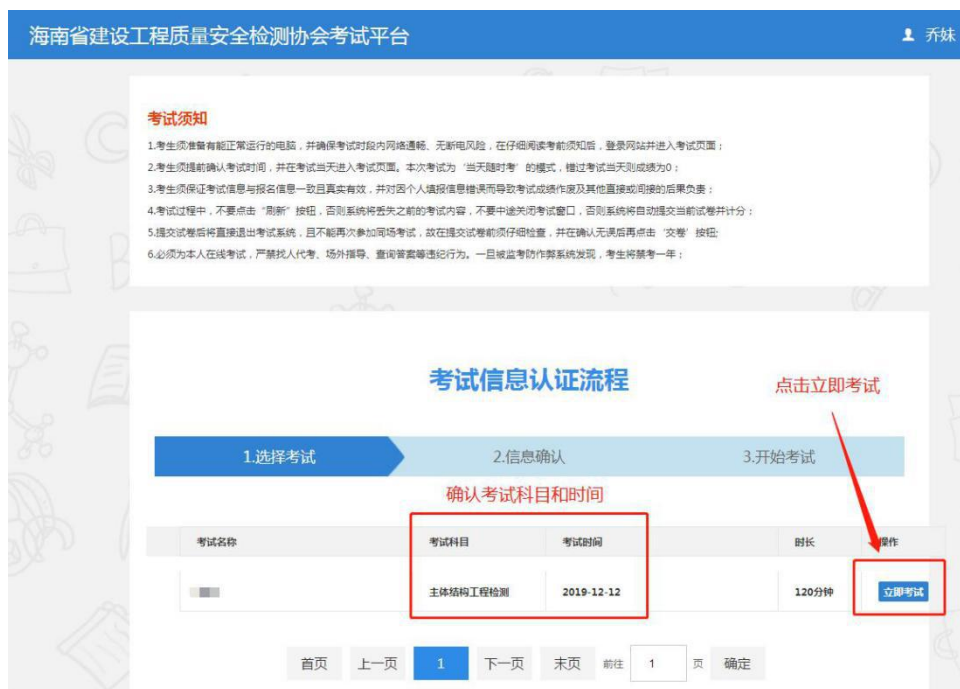 海南省建设工程质量安全检测协会考试平台
乔妹
考试须知
1.考生须准备有能正常运行的电脑，并确保考试时段内网络通畅、无断电风险，在仔细阅读考前须知后，登录网站并进入考试页面；
2.考生须提前确认考试时间，并在考试当天进入考试页面。本次考试为‘当天随时考’的模式，错过考试当天则成绩为0；
3.考生须保证考试信息与报名信息一致且真实有效，并对因个人填报信息错误而导致考试成绩作废及其他直接或间接的后果负责；
4.考试过程中，不要点击“刷新”按钮，否则系统将丢失之前的考试内容，不要中途关闭考试窗口，否则系统将自动提交当前试卷并计分；
5.提交试卷后将直接退出考试系统，且不能再次参加同场考试，故在提交试卷前须仔细检查，并在确认无误后再点击‘交卷’按钮;
6.必须为本人在线考试，严禁找人代考、场外指导、查询答案等违纪行为。一旦被监考防作弊系统发现，考生将禁考一年；
考试信息认证流程
点击立即考试
1.选择考试 2.信息确认 3.开始考试
确认考试科目和时间
考试名称 考试科目 考试时间 时长 操作
主体结构工程检测 2019-12-12 120分钟 立即考试
首页 上一页 1 下一页 末页 前往 1 页 确定